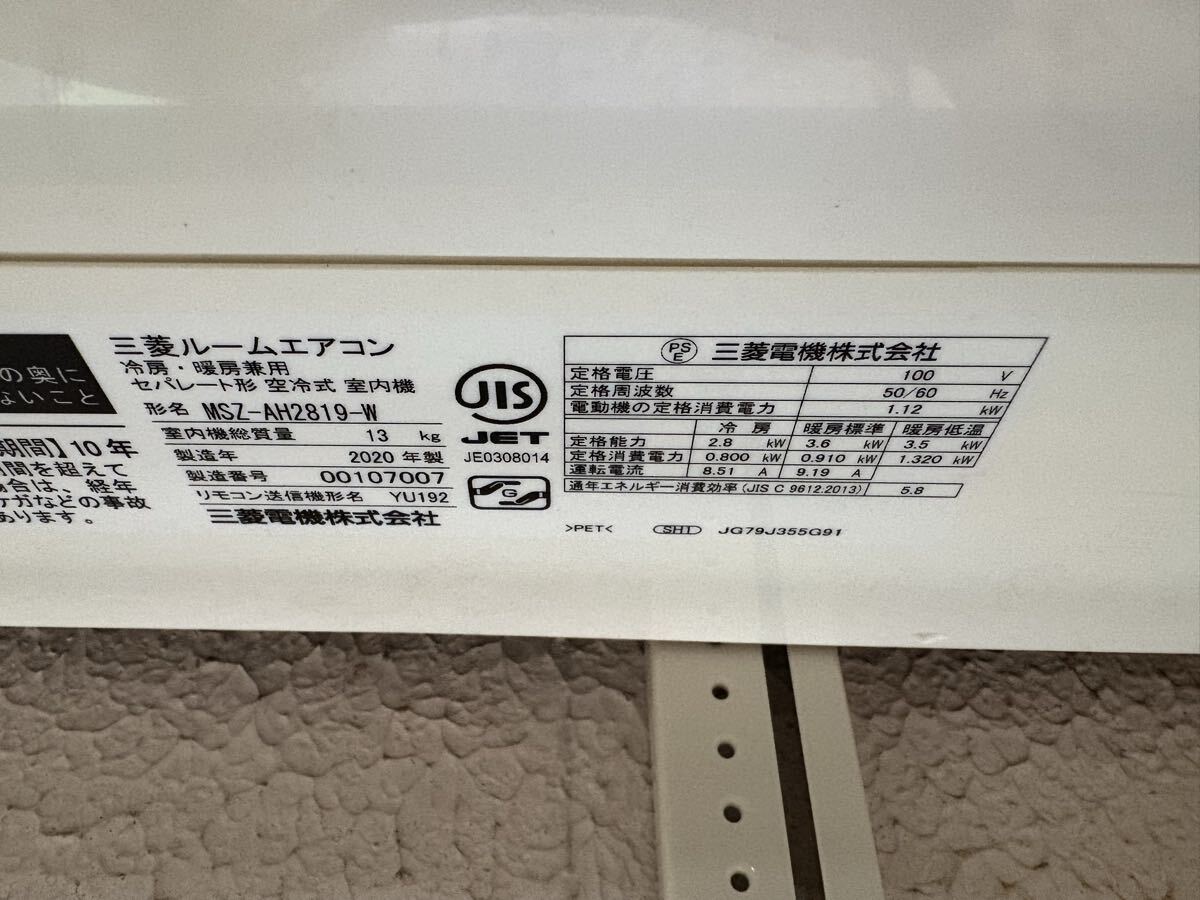 の奥に
ないこと
期間】10年
間を超えて
場合は、経年
ケガなどの事故
あります。
三菱ルームエアコン
冷房・暖房兼用
セパレート形 空冷式 室内機
形名 MSZ-AH2819-W
室内機総質量 13 kg
製造年 2020 年製
製造番号 00107007
リモコン送信機形名 YU192
三菱電機株式会社
JIS
JET
JE0308014
G
PSE 三菱電機株式会社
定格電圧 100 V
定格周波数 50/60 Hz
電動機の定格消費電力 1.12 kW
冷房 暖房標準 暖房低温
定格能力 2.8 kW 3.6 kW 3.5 kW
定格消費電力 0.800 kW 0.910 kW 1.320 kW
運転電流 8.51 A 9.19 A
通年エネルギー消費効率 (JIS C 9612:2013) 5.8
>PET< SHI JG79J355G91